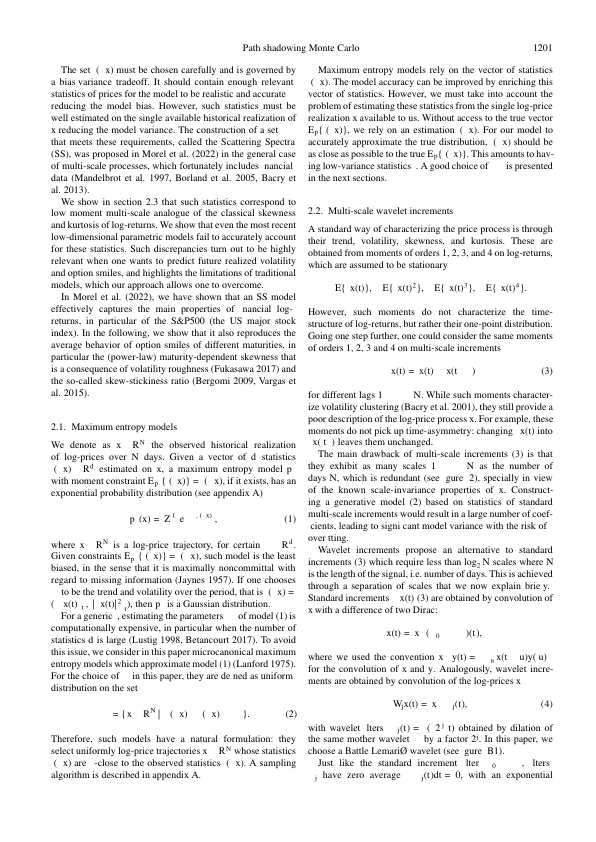 Path shadowing Monte Carlo
1201
The set ( x) must be chosen carefully and is governed by
a bias variance tradeoff. It should contain enough relevant
statistics of prices for the model to be realistic and accurate
reducing the model bias. However, such statistics must be
well estimated on the single available historical realization of
x reducing the model variance. The construction of a set
that meets these requirements, called the Scattering Spectra
(SS), was proposed in Morel et al. (2022) in the general case
of multi-scale processes, which fortunately includes nancial
data (Mandelbrot et al. 1997, Borland et al. 2005, Bacry et
al. 2013).
We show in section 2.3 that such statistics correspond to
low moment multi-scale analogue of the classical skewness
and kurtosis of log-returns. We show that even the most recent
low-dimensional parametric models fail to accurately account
for these statistics. Such discrepancies turn out to be highly
relevant when one wants to predict future realized volatility
and option smiles, and highlights the limitations of traditional
models, which our approach allows one to overcome.
In Morel et al. (2022), we have shown that an SS model
effectively captures the main properties of nancial log-
returns, in particular of the S&P500 (the US major stock
index). In the following, we show that it also reproduces the
average behavior of option smiles of different maturities, in
particular the (power-law) maturity-dependent skewness that
is a consequence of volatility roughness (Fukasawa 2017) and
the so-called skew-stickiness ratio (Bergomi 2009, Vargas et
al. 2015).
2.1. Maximum entropy models
We denote as x R^N the observed historical realization
of log-prices over N days. Given a vector of d statistics
( x) R^d estimated on x, a maximum entropy model p
with moment constraint E_p { ( x)} = ( x), if it exists, has an
exponential probability distribution (see appendix A)
p (x) = Z^1 e^{. ( x)} , (1)
where x R^N is a log-price trajectory, for certain R^d.
Given constraints E_p { ( x)} = ( x), such model is the least
biased, in the sense that it is maximally noncommittal with
regard to missing information (Jaynes 1957). If one chooses
to be the trend and volatility over the period, that is ( x) =
( x(t) _t , | x(t)|^2 _t), then p is a Gaussian distribution.
For a generic , estimating the parameters of model (1) is
computationally expensive, in particular when the number of
statistics d is large (Lustig 1998, Betancourt 2017). To avoid
this issue, we consider in this paper microcanonical maximum
entropy models which approximate model (1) (Lanford 1975).
For the choice of in this paper, they are de ned as uniform
distribution on the set
= { x R^N | ( x) ( x) }. (2)
Therefore, such models have a natural formulation: they
select uniformly log-price trajectories x R^N whose statistics
( x) are -close to the observed statistics ( x). A sampling
algorithm is described in appendix A.
Maximum entropy models rely on the vector of statistics
( x). The model accuracy can be improved by enriching this
vector of statistics. However, we must take into account the
problem of estimating these statistics from the single log-price
realization x available to us. Without access to the true vector
E_p{ ( x)}, we rely on an estimation ( x). For our model to
accurately approximate the true distribution, ( x) should be
as close as possible to the true E_p{ ( x)}. This amounts to hav-
ing low-variance statistics . A good choice of is presented
in the next sections.
2.2. Multi-scale wavelet increments
A standard way of characterizing the price process is through
their trend, volatility, skewness, and kurtosis. These are
obtained from moments of orders 1, 2, 3, and 4 on log-returns,
which are assumed to be stationary
E{ x(t)}, E{ x(t)^2}, E{ x(t)^3}, E{ x(t)^4}.
However, such moments do not characterize the time-
structure of log-returns, but rather their one-point distribution.
Going one step further, one could consider the same moments
of orders 1, 2, 3 and 4 on multi-scale increments
x(t) = x(t) x(t ) (3)
for different lags 1 N. While such moments character-
ize volatility clustering (Bacry et al. 2001), they still provide a
poor description of the log-price process x. For example, these
moments do not pick up time-asymmetry: changing x(t) into
x( t ) leaves them unchanged.
The main drawback of multi-scale increments (3) is that
they exhibit as many scales 1 N as the number of
days N, which is redundant (see gure 2), specially in view
of the known scale-invariance properties of x. Construct-
ing a generative model (2) based on statistics of standard
multi-scale increments would result in a large number of coef-
cients, leading to signi cant model variance with the risk of
over tting.
Wavelet increments propose an alternative to standard
increments (3) which require less than log_2 N scales where N
is the length of the signal, i.e. number of days. This is achieved
through a separation of scales that we now explain brie y.
Standard increments x(t) (3) are obtained by convolution of
x with a difference of two Dirac:
x(t) = x ( _0 )(t),
where we used the convention x y(t) = _u x(t u)y( u)
for the convolution of x and y. Analogously, wavelet incre-
ments are obtained by convolution of the log-prices x
W_jx(t) = x _j(t), (4)
with wavelet lters _j(t) = ( 2^j t) obtained by dilation of
the same mother wavelet by a factor 2^j. In this paper, we
choose a Battle LemariØ wavelet (see gure B1).
Just like the standard increment lter _0 , lters
_j have zero average _j(t)dt = 0, with an exponential